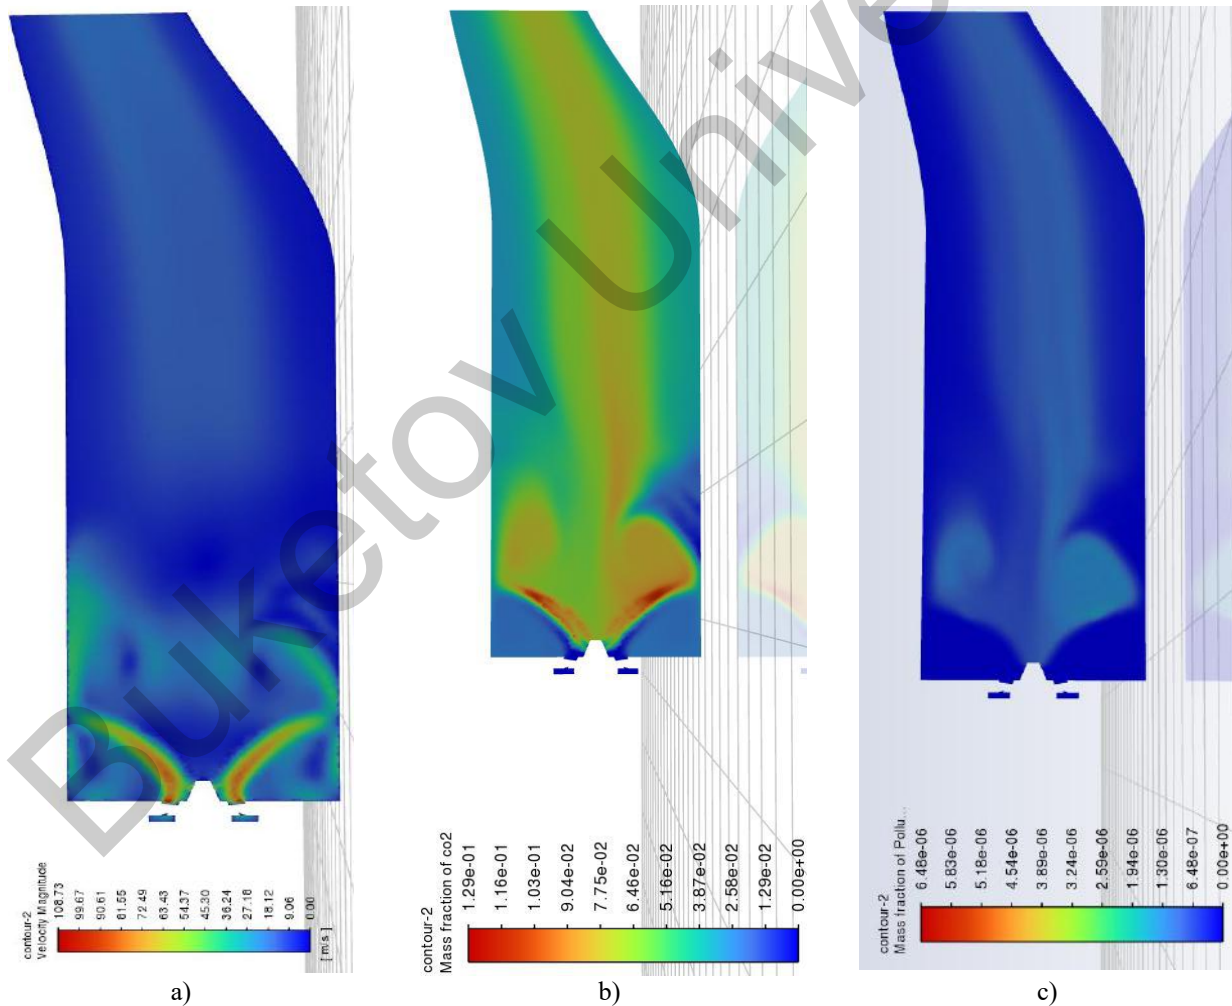 Buketov Unive
contour-2
Velocity Magnitude
108.73
99.67
90.61
81.55
72.49
63.43
54.37
45.30
36.24
27.18
18.12
9.06
0.00
[ m/s ]
a)
contour-2
Mass fraction of co2
1.29e-01
1.16e-01
1.03e-01
9.04e-02
7.75e-02
6.46e-02
5.16e-02
3.87e-02
2.58e-02
1.29e-02
0.00e+00
b)
contour-2
Mass fraction of Pollu...
6.48e-06
5.83e-06
5.18e-06
4.54e-06
3.89e-06
3.24e-06
2.59e-06
1.94e-06
1.30e-06
6.48e-07
0.00e+00
c)